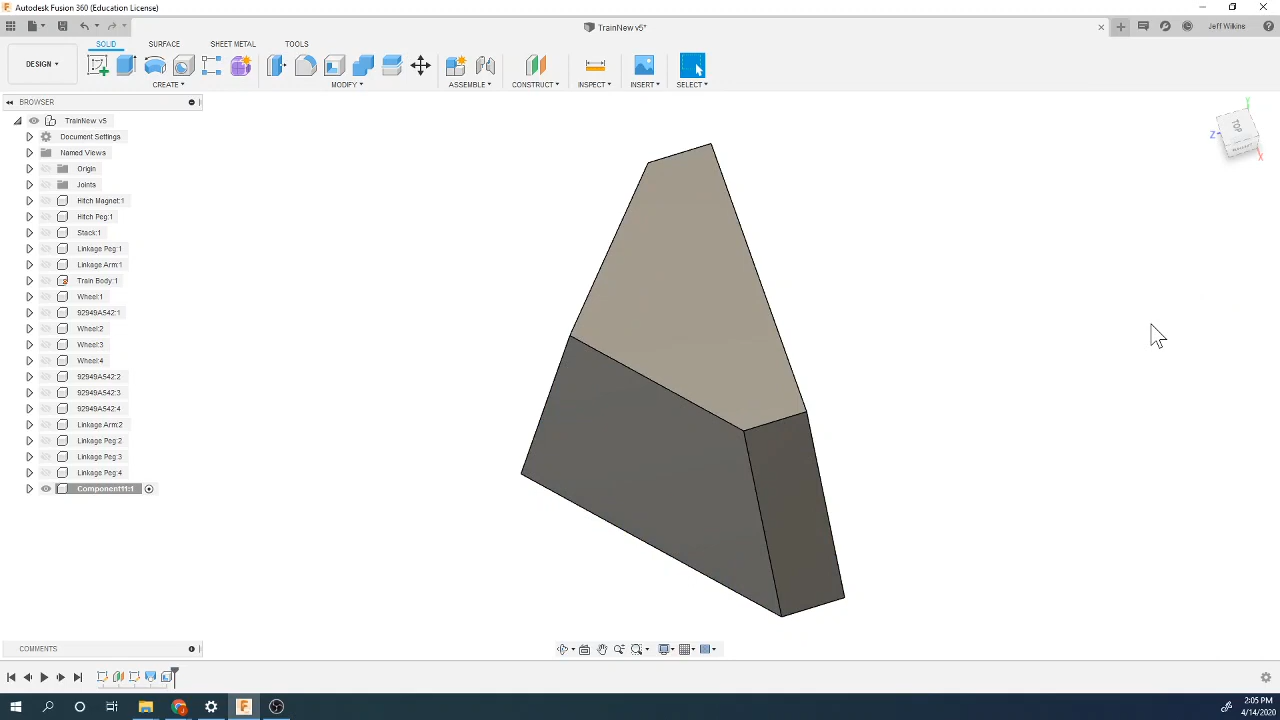 Autodesk Fusion 360 (Education License)
TrainNew v5*
Jeff Wilkins
SOLID SURFACE SHEET METAL TOOLS
DESIGN
CREATE MODIFY ASSEMBLE CONSTRUCT INSPECT INSERT SELECT
BROWSER
TrainNew v5
Document Settings
Named Views
Origin
Joints
Hitch Magnet:1
Hitch Peg:1
Stack:1
Linkage Peg:1
Linkage Arm:1
Train Body:1
Wheel:1
92949A542:1
Wheel:2
Wheel:3
Wheel:4
92949A542:2
92949A542:3
92949A542:4
Linkage Arm:2
Linkage Peg:2
Linkage Peg:3
Linkage Peg:4
Component11:1
Y
Z
TOP
X
COMMENTS
2:05 PM
4/14/2020